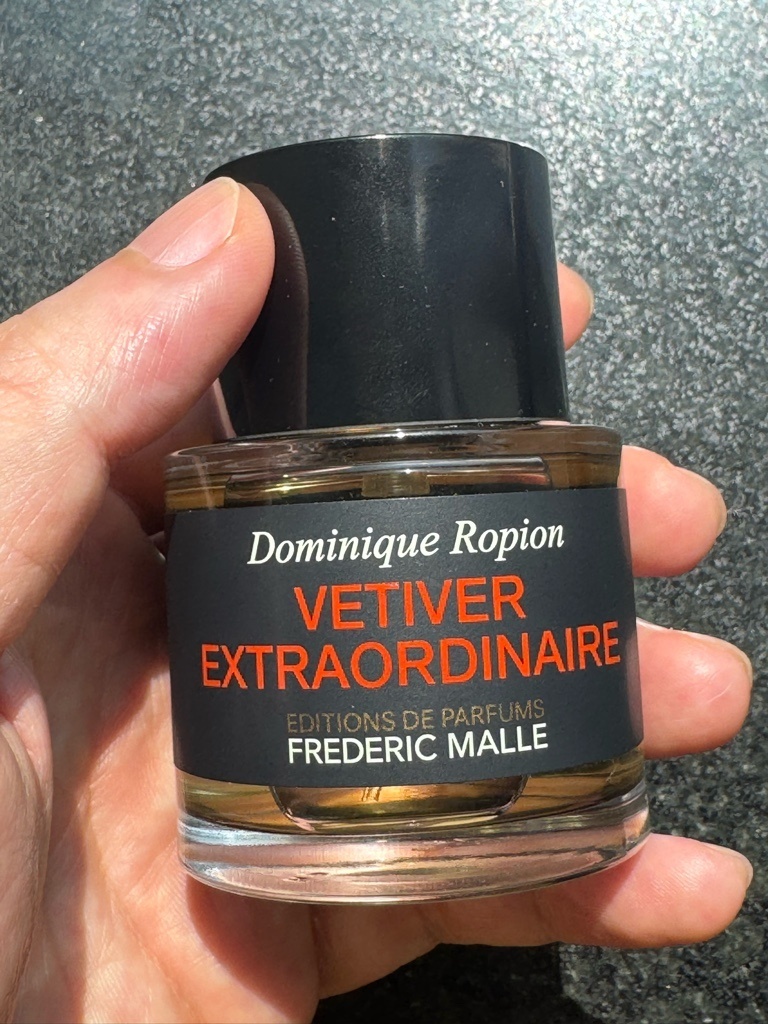 Dominique Ropion
VETIVER
EXTRAORDINAIRE
EDITIONS DE PARFUMS
FREDERIC MALLE